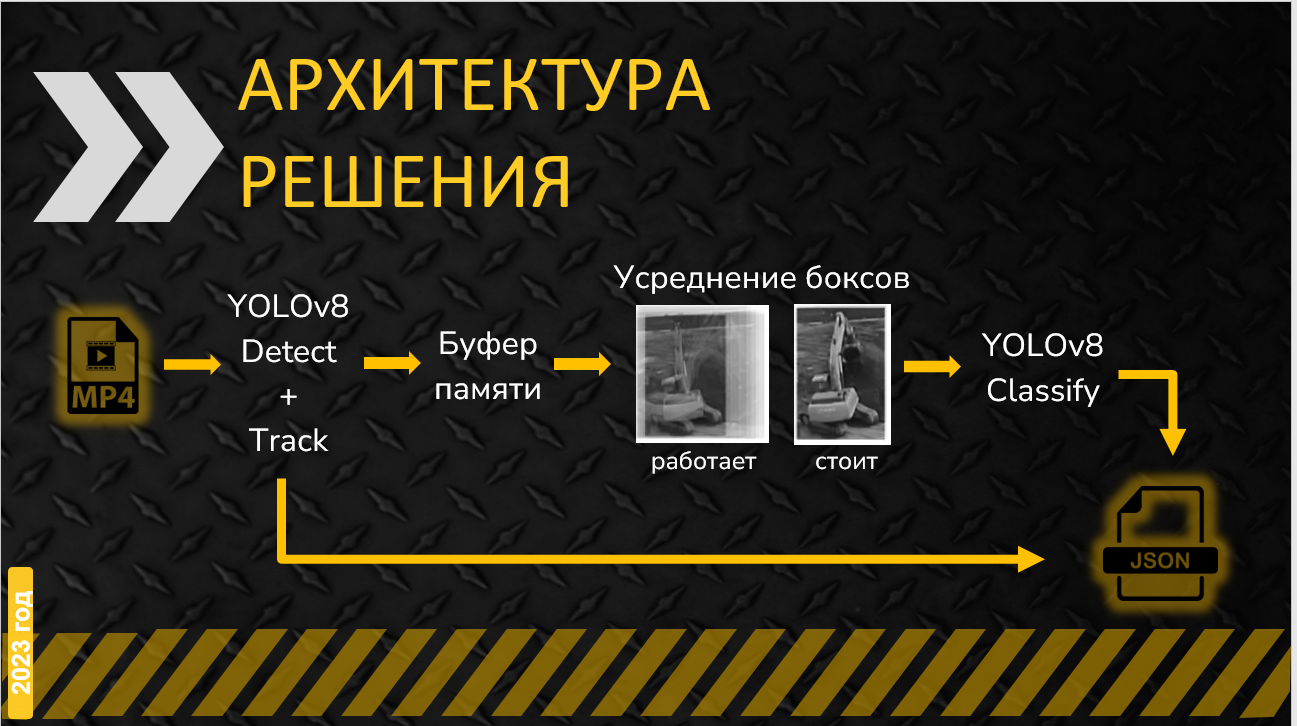 АРХИТЕКТУРА
РЕШЕНИЯ
MP4
YOLOv8
Detect
+
Track
Буфер
памяти
Усреднение боксов
работает
стоит
YOLOv8
Classify
JSON
2023 год